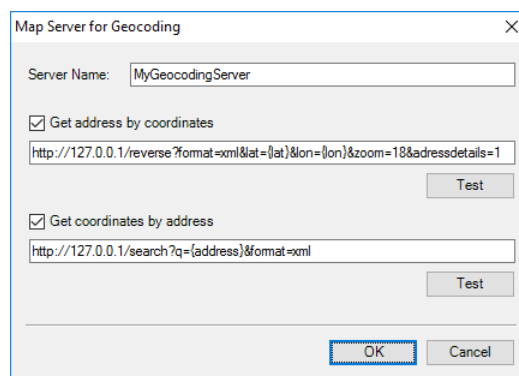 Map Server for Geocoding
Server Name: MyGeocodingServer
Get address by coordinates
http://127.0.0.1/reverse?format=xml&lat={lat}&lon={lon}&zoom=18&adressdetails=1
Test
Get coordinates by address
http://127.0.0.1/search?q={address}&format=xml
Test
OK Cancel